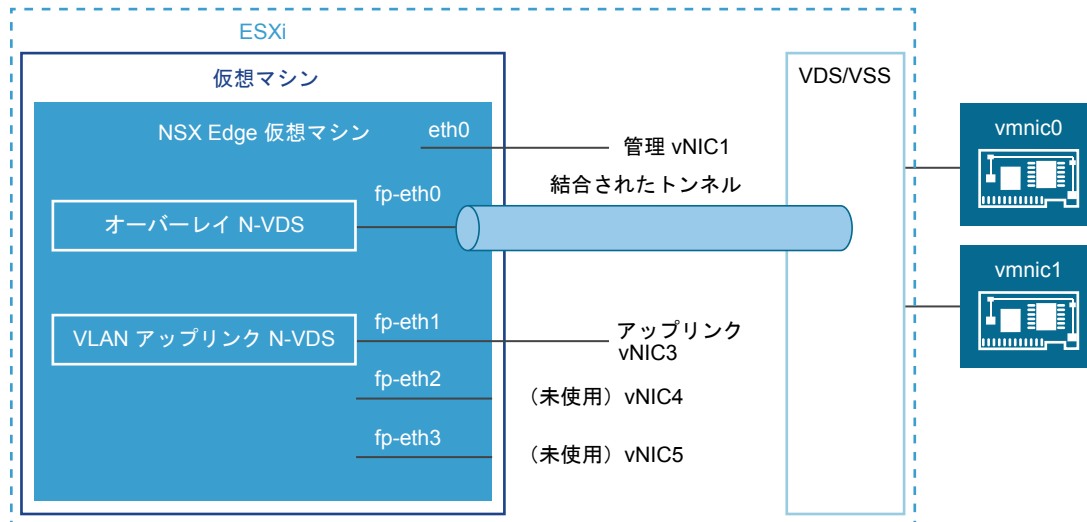 ESXi
仮想マシン
VDS/VSS
NSX Edge 仮想マシン
eth0
管理 vNIC1
vmnic0
結合されたトンネル
fp-eth0
オーバーレイ N-VDS
vmnic1
fp-eth1
VLAN アップリンク N-VDS
アップリンク
vNIC3
fp-eth2
（未使用）vNIC4
fp-eth3
（未使用）vNIC5